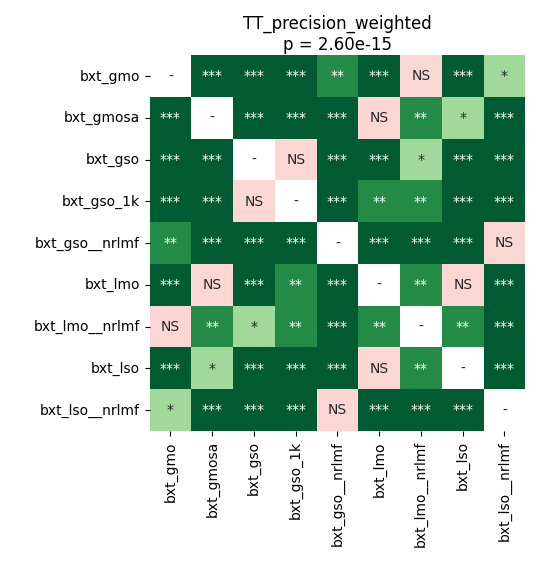 TT_precision_weighted
p = 2.60e-15
bxt_gmo - *** *** *** ** *** NS *** *
bxt_gmosa *** - *** *** *** NS ** * ***
bxt_gso *** *** - NS *** *** * *** ***
bxt_gso_1k *** *** NS - *** ** ** *** ***
bxt_gso__nrlmf ** *** *** *** - *** *** *** NS
bxt_lmo *** NS *** ** *** - ** NS ***
bxt_lmo__nrlmf NS ** * ** *** ** - ** ***
bxt_lso *** * *** *** *** NS ** - ***
bxt_lso__nrlmf * *** *** *** NS *** *** *** -
bxt_gmo
bxt_gmosa
bxt_gso
bxt_gso_1k
bxt_gso__nrlmf
bxt_lmo
bxt_lmo__nrlmf
bxt_lso
bxt_lso__nrlmf